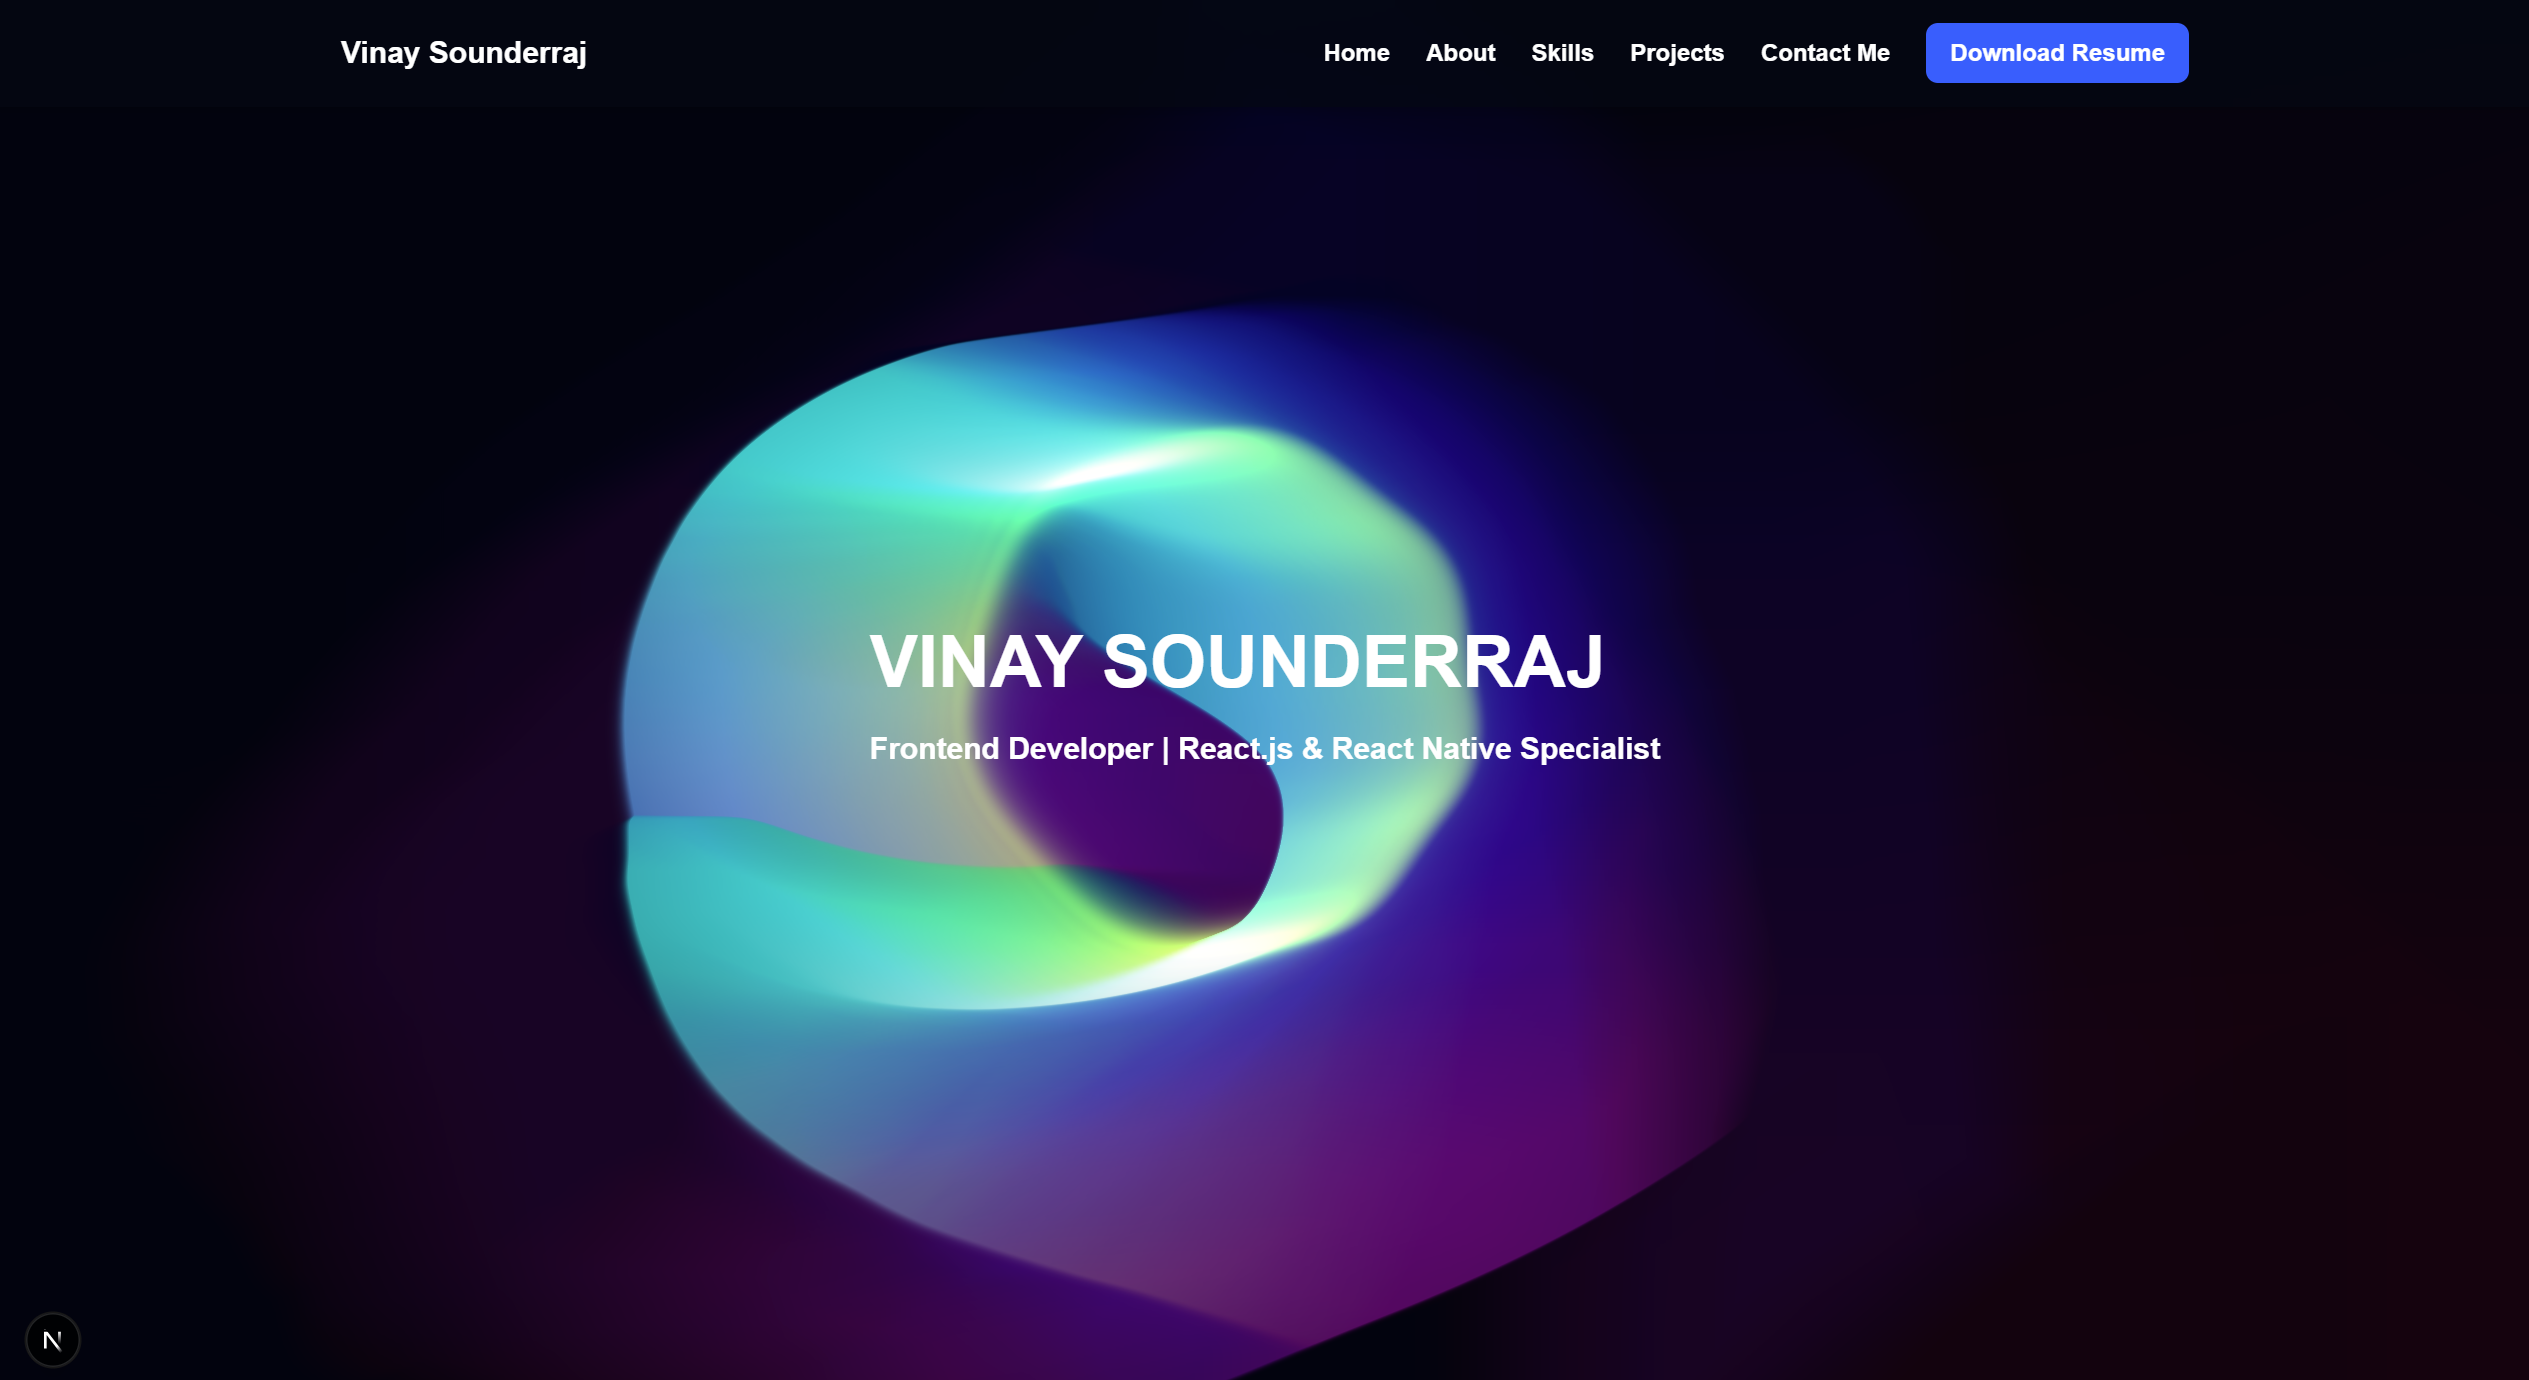 Vinay Sounderraj
Home About Skills Projects Contact Me Download Resume
VINAY SOUNDERRAJ
Frontend Developer | React.js & React Native Specialist
N